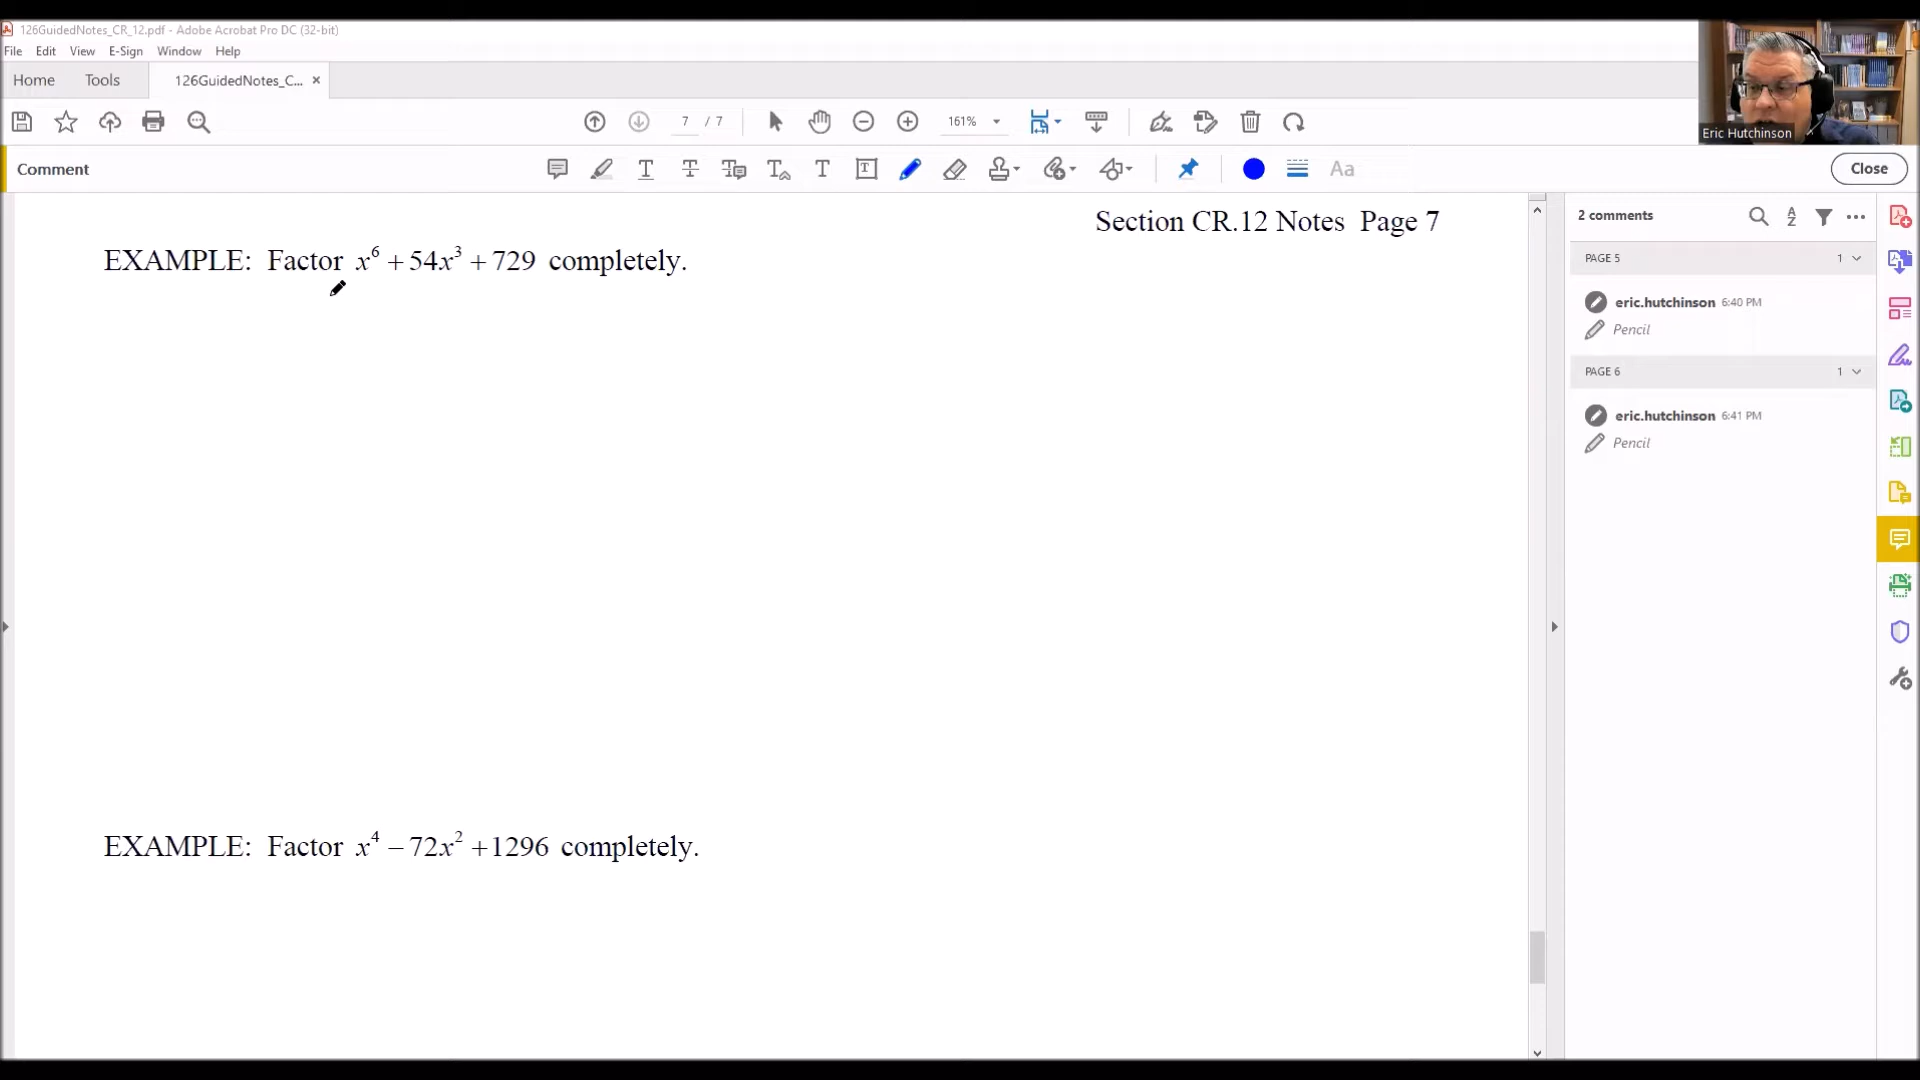 126GuidedNotes_CR_12.pdf - Adobe Acrobat Pro DC (32-bit)
File Edit View E-Sign Window Help
Home Tools 126GuidedNotes_C... ×
7 / 7 161%
Comment Aa Close
Eric Hutchinson
Section CR.12 Notes Page 7
EXAMPLE: Factor x⁶ + 54x³ + 729 completely.
EXAMPLE: Factor x⁴ − 72x² + 1296 completely.
2 comments
PAGE 5 1
eric.hutchinson 6:40 PM
Pencil
PAGE 6 1
eric.hutchinson 6:41 PM
Pencil